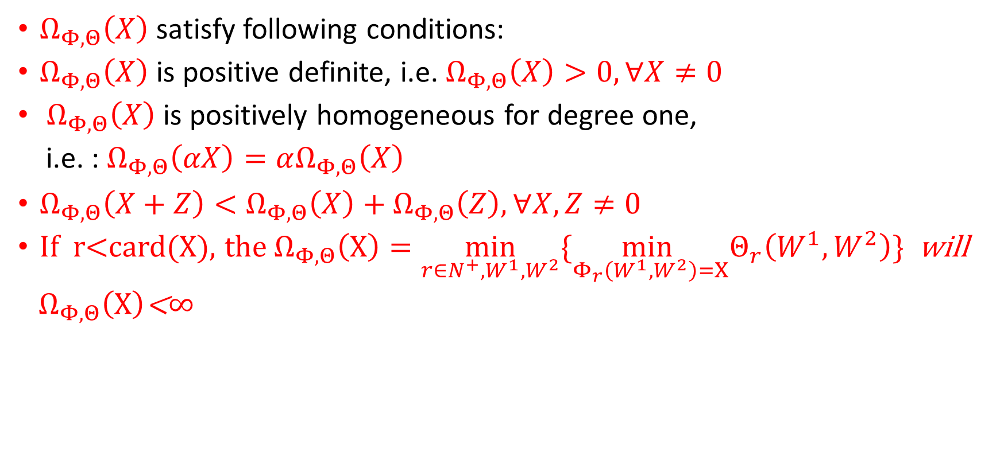 • Ω_{Φ,Θ}(X) satisfy following conditions:
• Ω_{Φ,Θ}(X) is positive definite, i.e. Ω_{Φ,Θ}(X) > 0, ∀X ≠ 0
• Ω_{Φ,Θ}(X) is positively homogeneous for degree one,
i.e. : Ω_{Φ,Θ}(αX) = αΩ_{Φ,Θ}(X)
• Ω_{Φ,Θ}(X + Z) < Ω_{Φ,Θ}(X) + Ω_{Φ,Θ}(Z), ∀X, Z ≠ 0
• If r<card(X), the Ω_{Φ,Θ}(X) = min_{r∈N^+,W^1,W^2} { min_{Φ_r(W^1,W^2)=X} Θ_r(W^1, W^2)} will
Ω_{Φ,Θ}(X)<∞